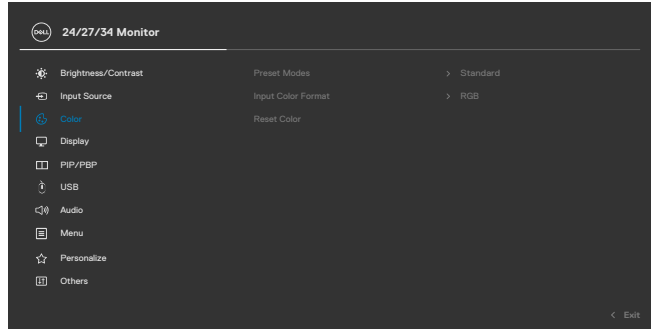 DELL 24/27/34 Monitor
Brightness/Contrast Preset Modes > Standard
Input Source Input Color Format > RGB
Color Reset Color
Display
PIP/PBP
USB
Audio
Menu
Personalize
Others
< Exit